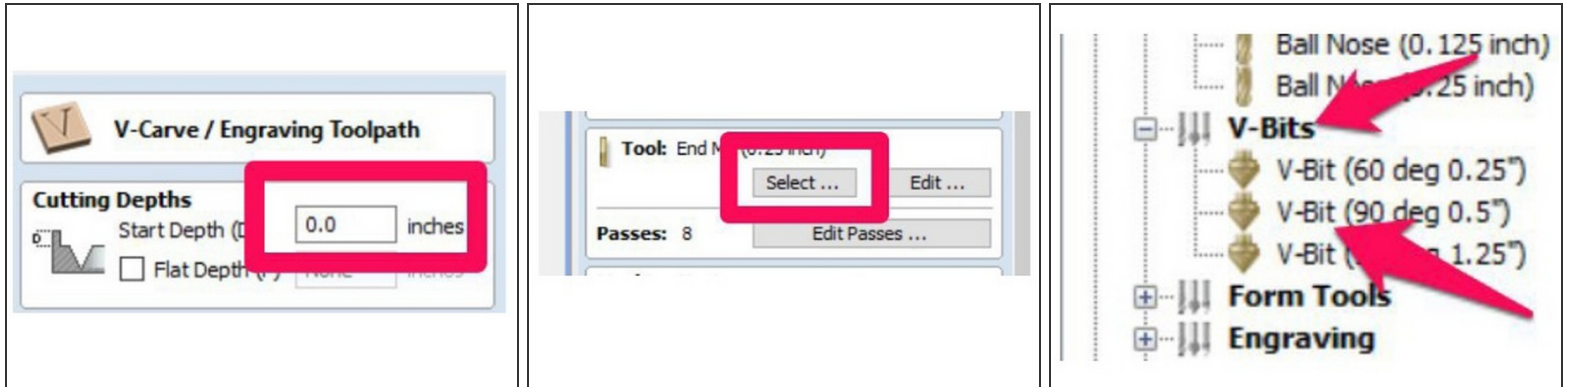 V-Carve / Engraving Toolpath
Cutting Depths
Start Depth (D
0.0
inches
Flat Depth
Tool: End M
Select ...
Edit ...
Passes: 8
Edit Passes ...
Ball Nose (0.125 inch)
Ball .25 inch)
V-Bits
V-Bit (60 deg 0.25")
V-Bit (90 deg 0.5")
V-Bit ( 1.25")
Form Tools
Engraving
V
D